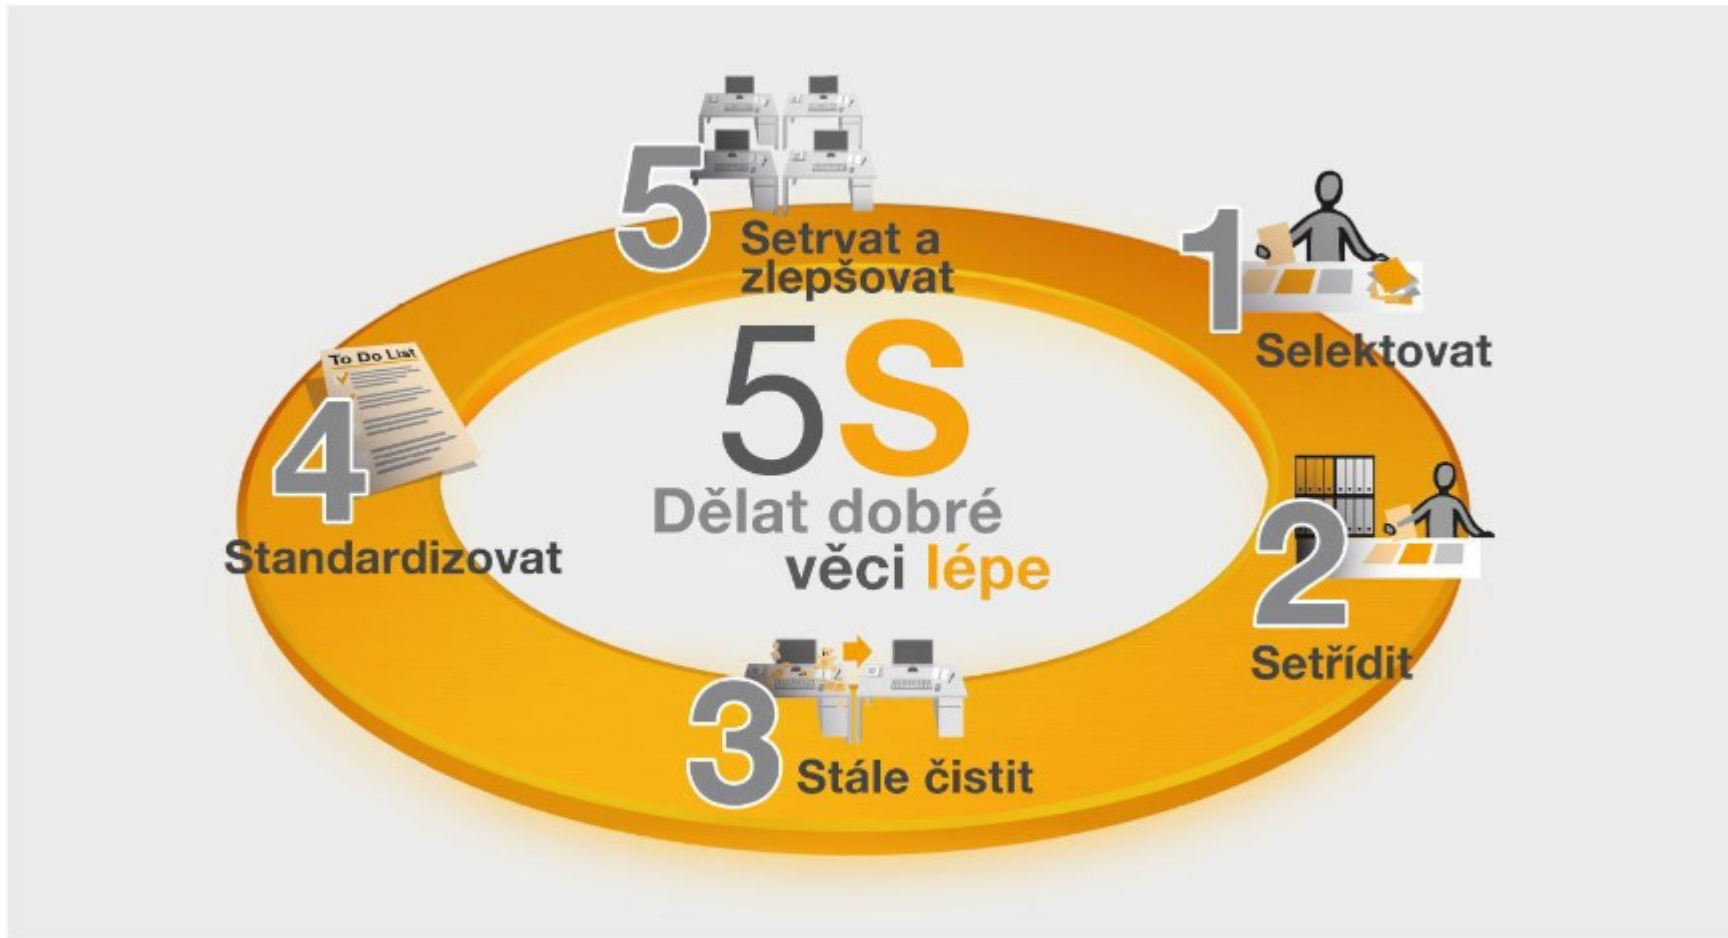 5
Setrvat a
zlepšovat
1
Selektovat
To Do List
4
Standardizovat
5S
Dělat dobré
věci lépe
2
Setřídit
3
Stále čistit